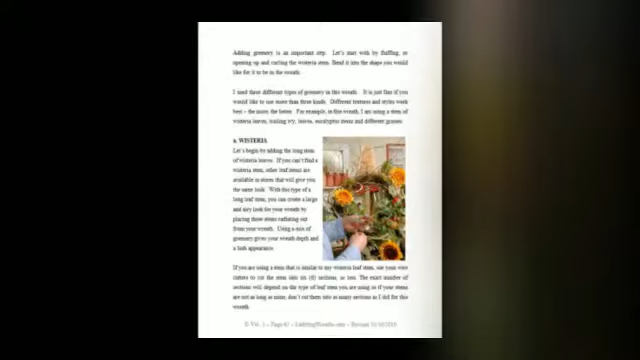 Adding greenery is an important step. Let's start with by fluffing, or
opening up and curling the wisteria stem. Bend it into the shape you would
like for it to be in the wreath.
I used three different types of greenery in this wreath. It is just fine if you
would like to use more than three kinds. Different textures and styles work
best – the more, the better. For example, in this wreath, I am using a stem of
wisteria leaves, trailing ivy, leaves, eucalyptus stems and different grasses.
a. WISTERIA.
Let's begin by adding the long stem
of wisteria leaves. If you can't find a
wisteria stem, other leaf items are
available in stores that will give you
the same look. With this type of a
long leaf stem, you can create a large
and airy look for your wreath by
placing these stems radiating out
from your wreath. Using a mix of
greenery gives your wreath depth and
a lush appearance.
If you are using a stem that is similar to my wisteria leaf stem, use your wire
cutters to cut the stem into six (6) sections, or less. The exact number of
sections will depend on the type of leaf stem you are using as if your stems
are not as long as mine, don't cut them into as many sections as I did for this
wreath.
© Vol. 1 – Page